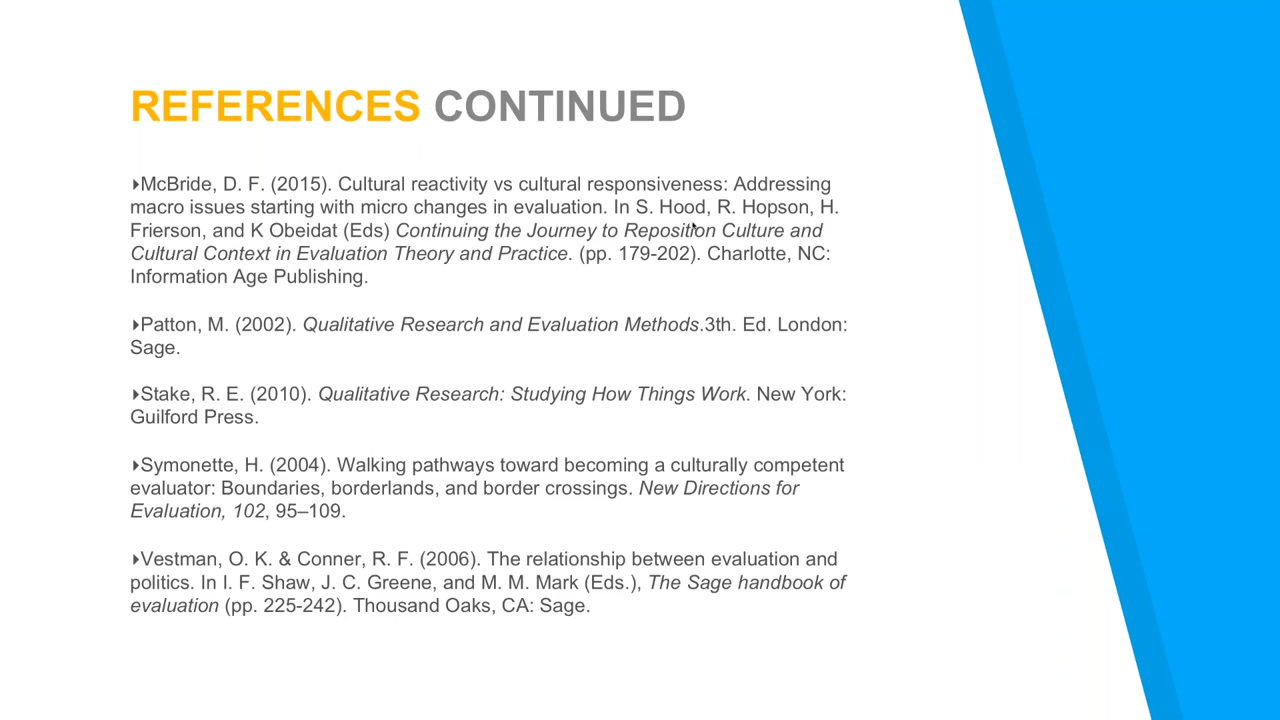 REFERENCES CONTINUED
‣McBride, D. F. (2015). Cultural reactivity vs cultural responsiveness: Addressing
macro issues starting with micro changes in evaluation. In S. Hood, R. Hopson, H.
Frierson, and K Obeidat (Eds) Continuing the Journey to Reposition Culture and
Cultural Context in Evaluation Theory and Practice. (pp. 179-202). Charlotte, NC:
Information Age Publishing.
‣Patton, M. (2002). Qualitative Research and Evaluation Methods.3th. Ed. London:
Sage.
‣Stake, R. E. (2010). Qualitative Research: Studying How Things Work. New York:
Guilford Press.
‣Symonette, H. (2004). Walking pathways toward becoming a culturally competent
evaluator: Boundaries, borderlands, and border crossings. New Directions for
Evaluation, 102, 95–109.
‣Vestman, O. K. & Conner, R. F. (2006). The relationship between evaluation and
politics. In I. F. Shaw, J. C. Greene, and M. M. Mark (Eds.), The Sage handbook of
evaluation (pp. 225-242). Thousand Oaks, CA: Sage.